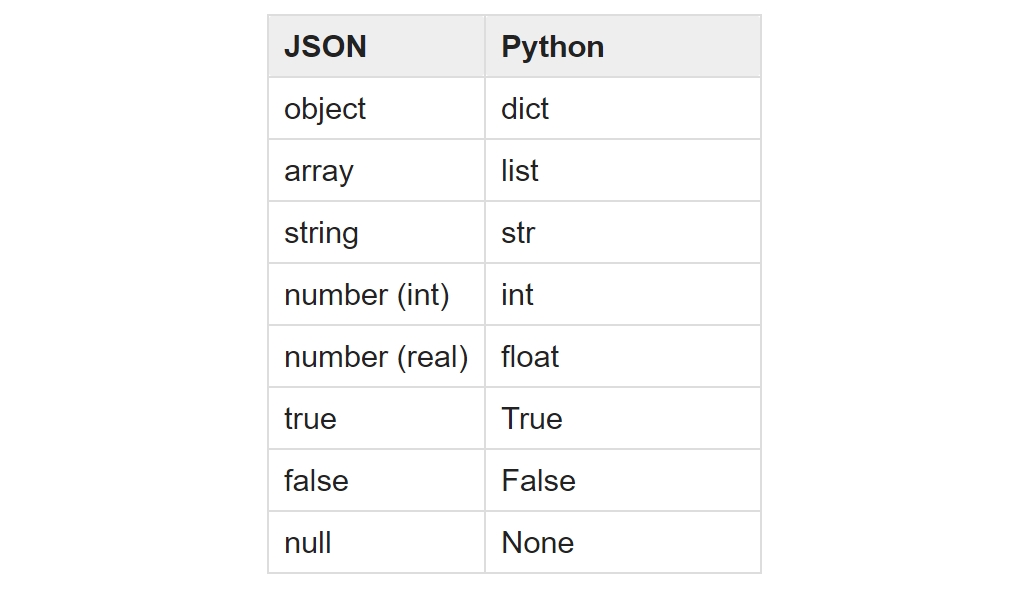 JSON Python
object dict
array list
string str
number (int) int
number (real) float
true True
false False
null None